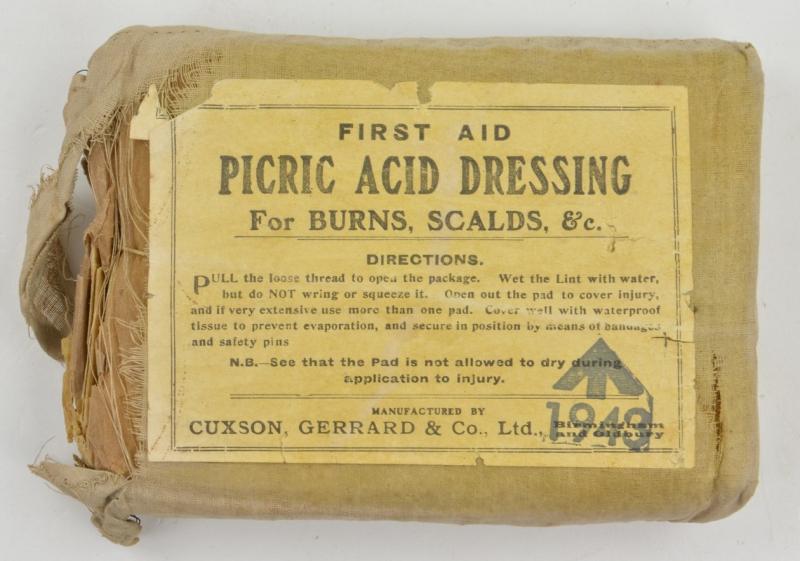 FIRST AID
PICRIC ACID DRESSING
For BURNS, SCALDS, &c.
DIRECTIONS.
PULL the loose thread to open the package. Wet the Lint with water,
but do NOT wring or squeeze it. Open out the pad to cover injury,
and if very extensive use more than one pad. Cover well with waterproof
tissue to prevent evaporation, and secure in position by means of bandages
and safety pins
N.B.—See that the Pad is not allowed to dry during
application to injury.
MANUFACTURED BY
CUXSON, GERRARD & Co., Ltd., Birmingham
and Oldbury